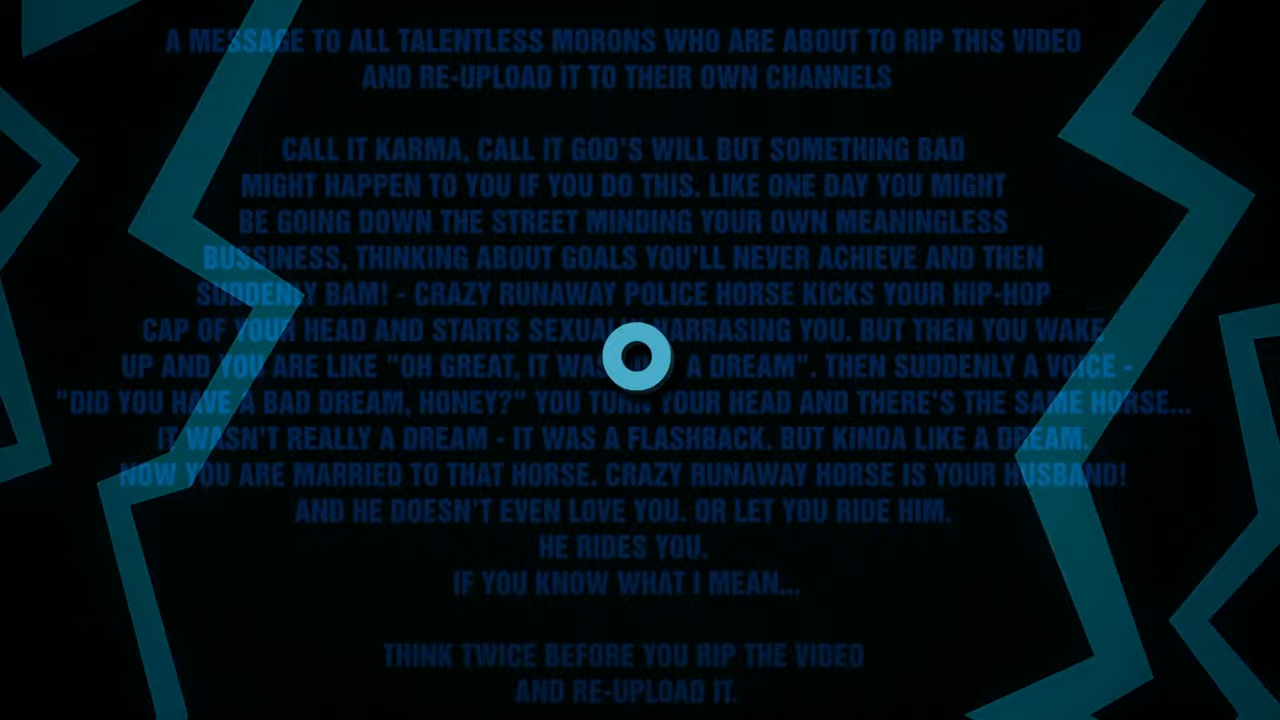 A MESSAGE TO ALL TALENTLESS MORONS WHO ARE ABOUT TO RIP THIS VIDEO
AND RE-UPLOAD IT TO THEIR OWN CHANNELS
CALL IT KARMA, CALL IT GOD'S WILL BUT SOMETHING BAD
MIGHT HAPPEN TO YOU IF YOU DO THIS. LIKE ONE DAY YOU MIGHT
BE GOING DOWN THE STREET MINDING YOUR OWN MEANINGLESS
BUSSINESS, THINKING ABOUT GOALS YOU'LL NEVER ACHIEVE AND THEN
SUDDENLY BAM! - CRAZY RUNAWAY POLICE HORSE KICKS YOUR HIP-HOP
CAP OF YOUR HEAD AND STARTS SEXUALLY HARRASING YOU. BUT THEN YOU WAKE
UP AND YOU ARE LIKE "OH GREAT, IT WAS A DREAM". THEN SUDDENLY A VOICE -
"DID YOU HAVE A BAD DREAM, HONEY?" YOU TURN YOUR HEAD AND THERE'S THE SAME HORSE...
IT WASN'T REALLY A DREAM - IT WAS A FLASHBACK. BUT KINDA LIKE A DREAM.
NOW YOU ARE MARRIED TO THAT HORSE. CRAZY RUNAWAY HORSE IS YOUR HUSBAND!
AND HE DOESN'T EVEN LOVE YOU. OR LET YOU RIDE HIM.
HE RIDES YOU.
IF YOU KNOW WHAT I MEAN...
THINK TWICE BEFORE YOU RIP THE VIDEO
AND RE-UPLOAD IT.